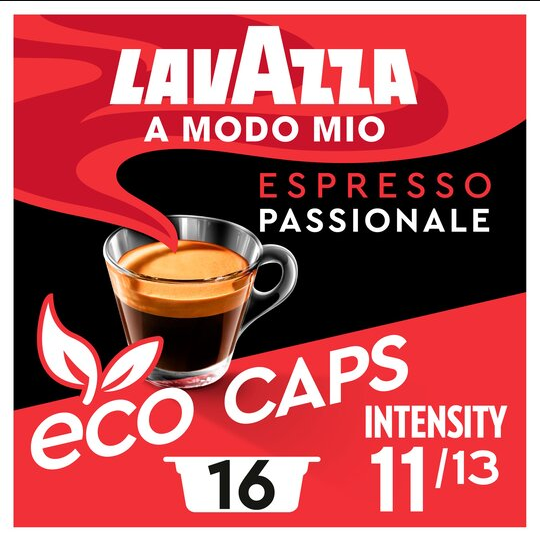 LAVAZZA
A MODO MIO
ESPRESSO
PASSIONALE
eco CAPS
INTENSITY
11/13
16